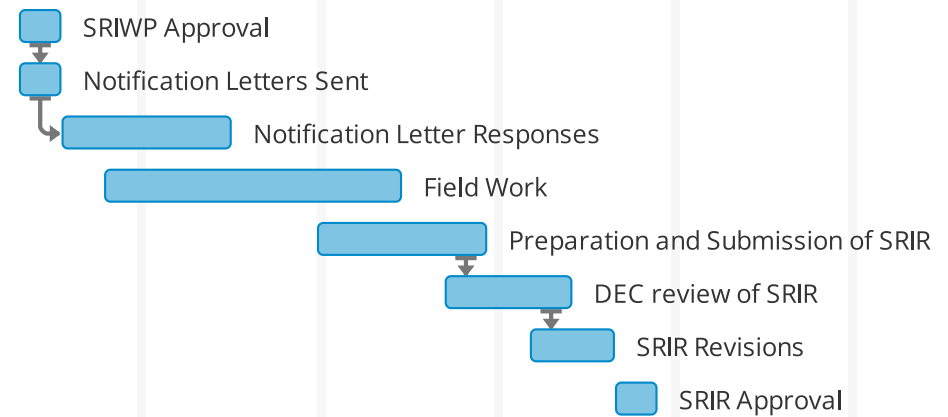 SRIWP Approval
Notification Letters Sent
Notification Letter Responses
Field Work
Preparation and Submission of SRIR
DEC review of SRIR
SRIR Revisions
SRIR Approval